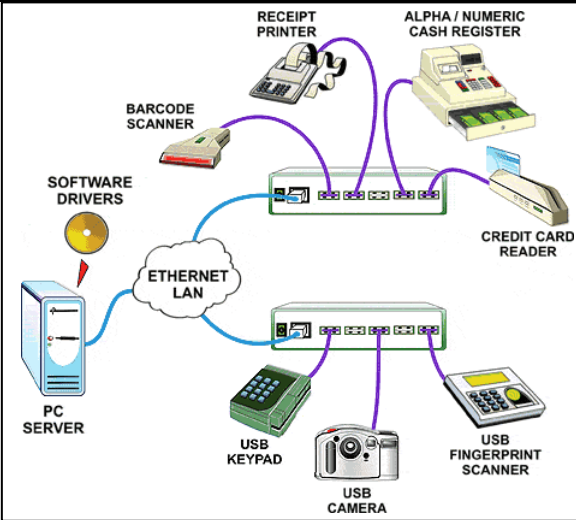 RECEIPT
PRINTER
ALPHA / NUMERIC
CASH REGISTER
BARCODE
SCANNER
SOFTWARE
DRIVERS
CREDIT CARD
READER
ETHERNET
LAN
PC
SERVER
USB
KEYPAD
USB
CAMERA
USB
FINGERPRINT
SCANNER